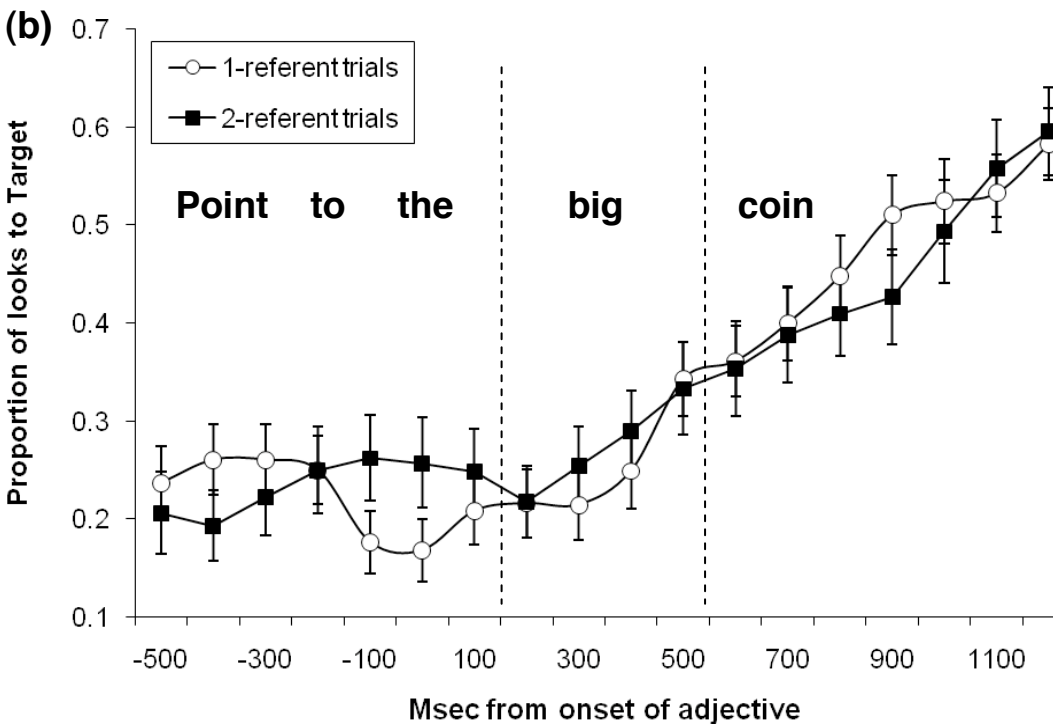 (b)
0.7
0.6
0.5
0.4
0.3
0.2
0.1
Proportion of looks to Target
1-referent trials
2-referent trials
Point to the big coin
-500 -300 -100 100 300 500 700 900 1100
Msec from onset of adjective